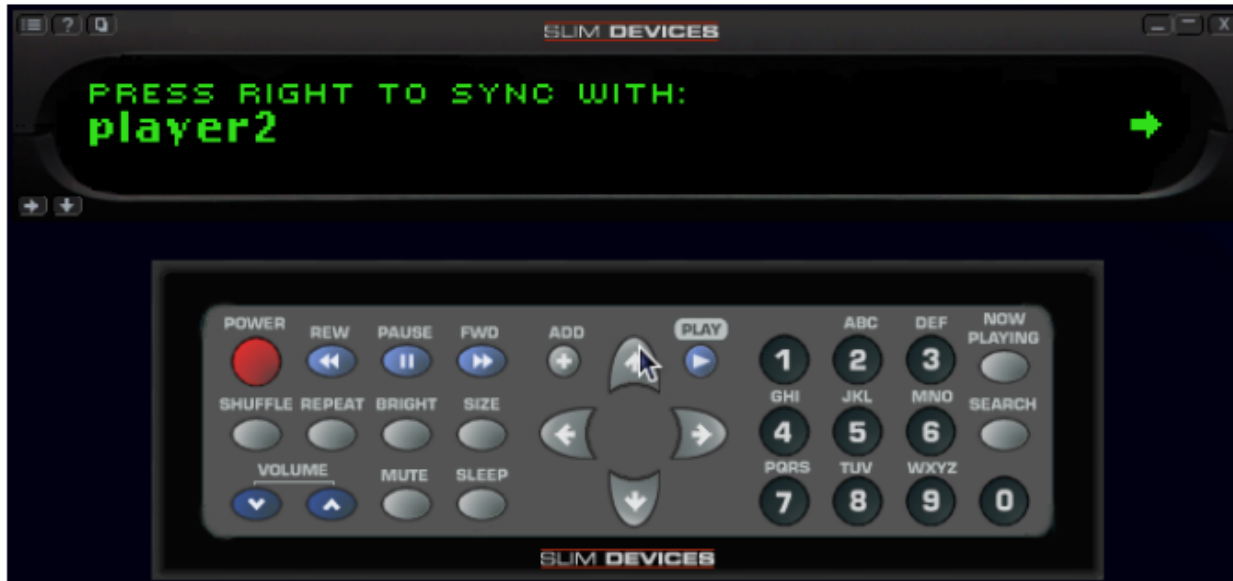 ?
SLIM DEVICES
X
PRESS RIGHT TO SYNC WITH:
player2
POWER REW PAUSE FWD ADD PLAY
1
ABC
2
DEF
3
NOW
PLAYING
SHUFFLE REPEAT BRIGHT SIZE
GHI
4
JKL
5
MNO
6
SEARCH
VOLUME MUTE SLEEP
PQRS
7
TUV
8
WXYZ
9
0
SLIM DEVICES